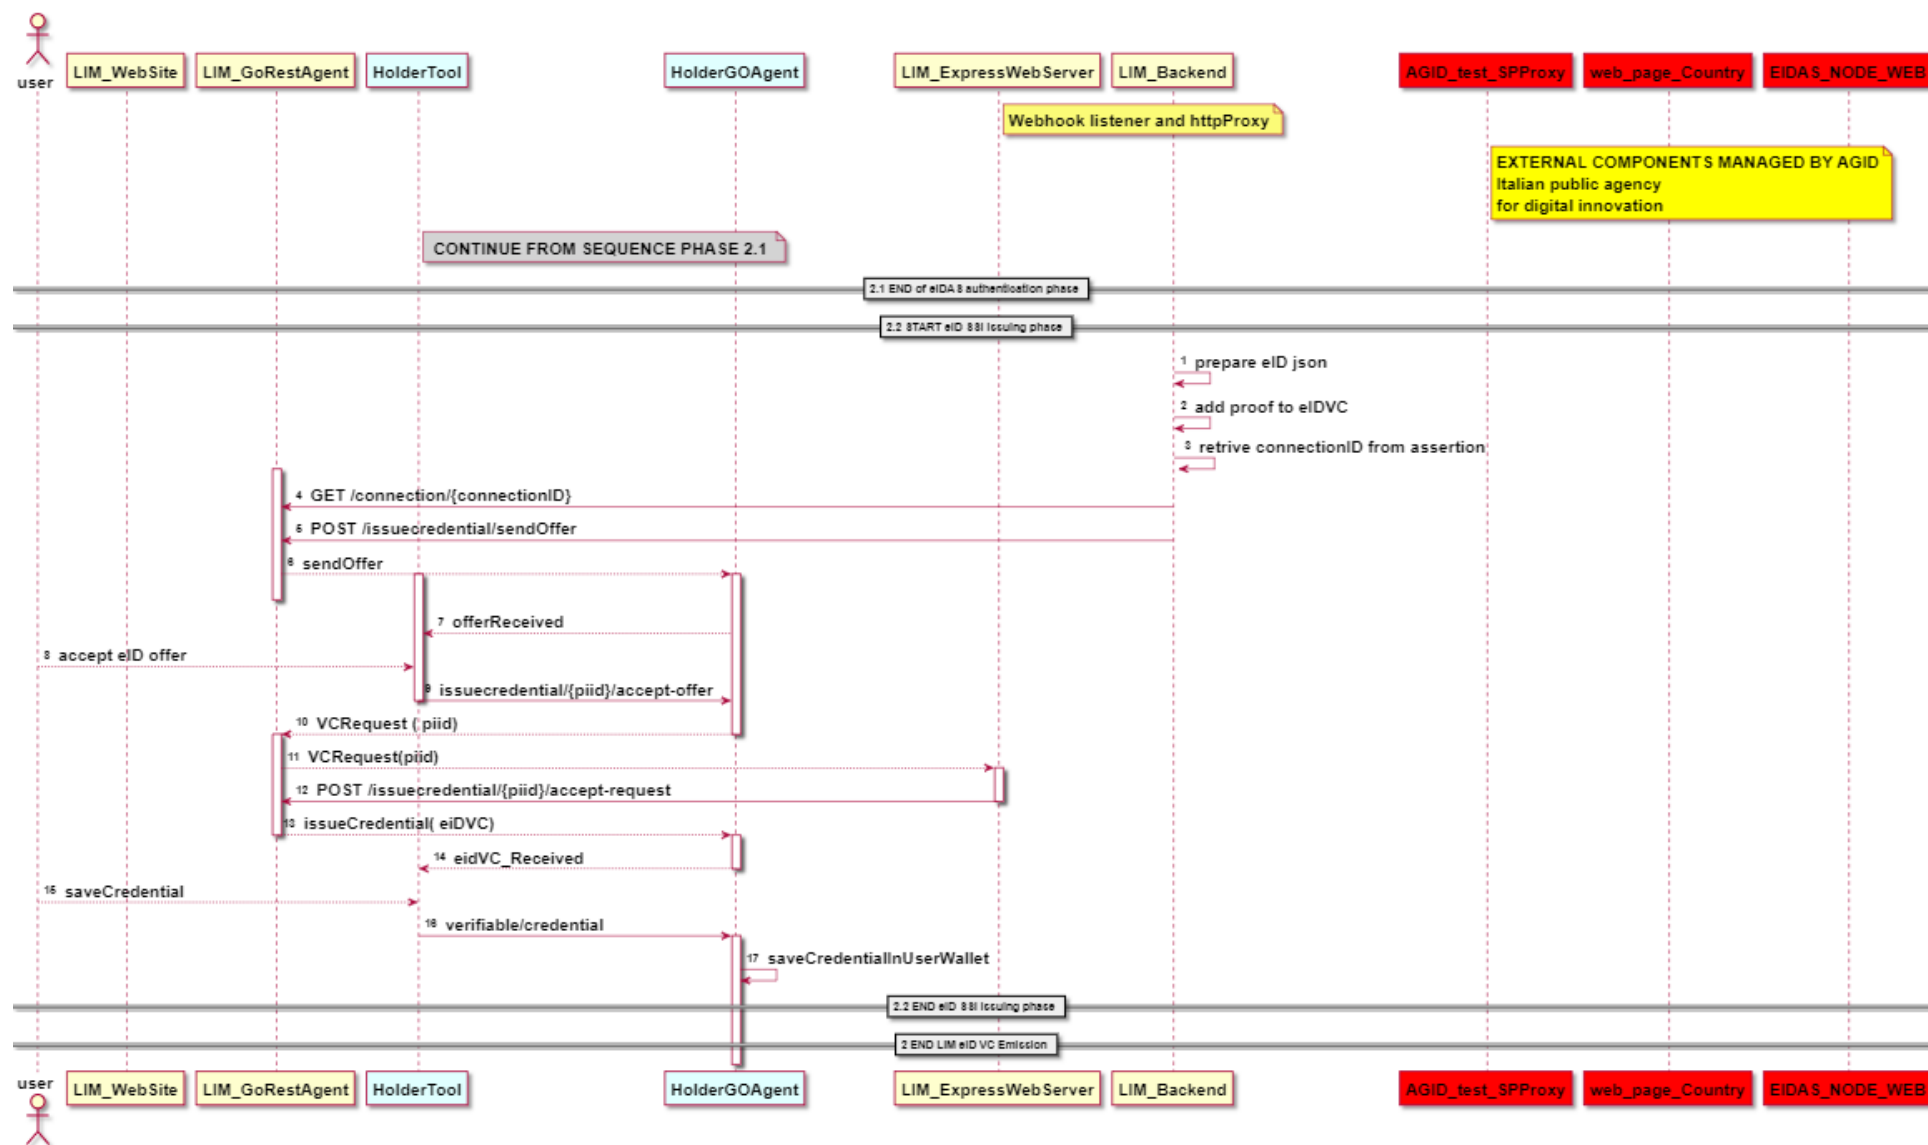 user
LIM_WebSite
LIM_GoRestAgent
HolderTool
HolderGOAgent
LIM_ExpressWebServer
LIM_Backend
AGID_test_SPProxy
web_page_Country
EIDAS_NODE_WEB
Webhook listener and httpProxy
EXTERNAL COMPONENTS MANAGED BY AGID
Italian public agency
for digital innovation
CONTINUE FROM SEQUENCE PHASE 2.1
2.1 END of eIDAS authentication phase
2.2 START eID SSI issuing phase
1 prepare eID json
2 add proof to eIDVC
3 retrive connectionID from assertion
4 GET /connection/{connectionID}
5 POST /issuecredential/sendOffer
6 sendOffer
7 offerReceived
8 accept eID offer
9 issuecredential/{piid}/accept-offer
10 VCRequest ( piid)
11 VCRequest(piid)
12 POST /issuecredential/{piid}/accept-request
13 issueCredential( eiDVC)
14 eidVC_Received
15 saveCredential
16 verifiable/credential
17 saveCredentialInUserWallet
2.2 END eID SSI issuing phase
2 END LIM eID VC Emission
user
LIM_WebSite
LIM_GoRestAgent
HolderTool
HolderGOAgent
LIM_ExpressWebServer
LIM_Backend
AGID_test_SPProxy
web_page_Country
EIDAS_NODE_WEB